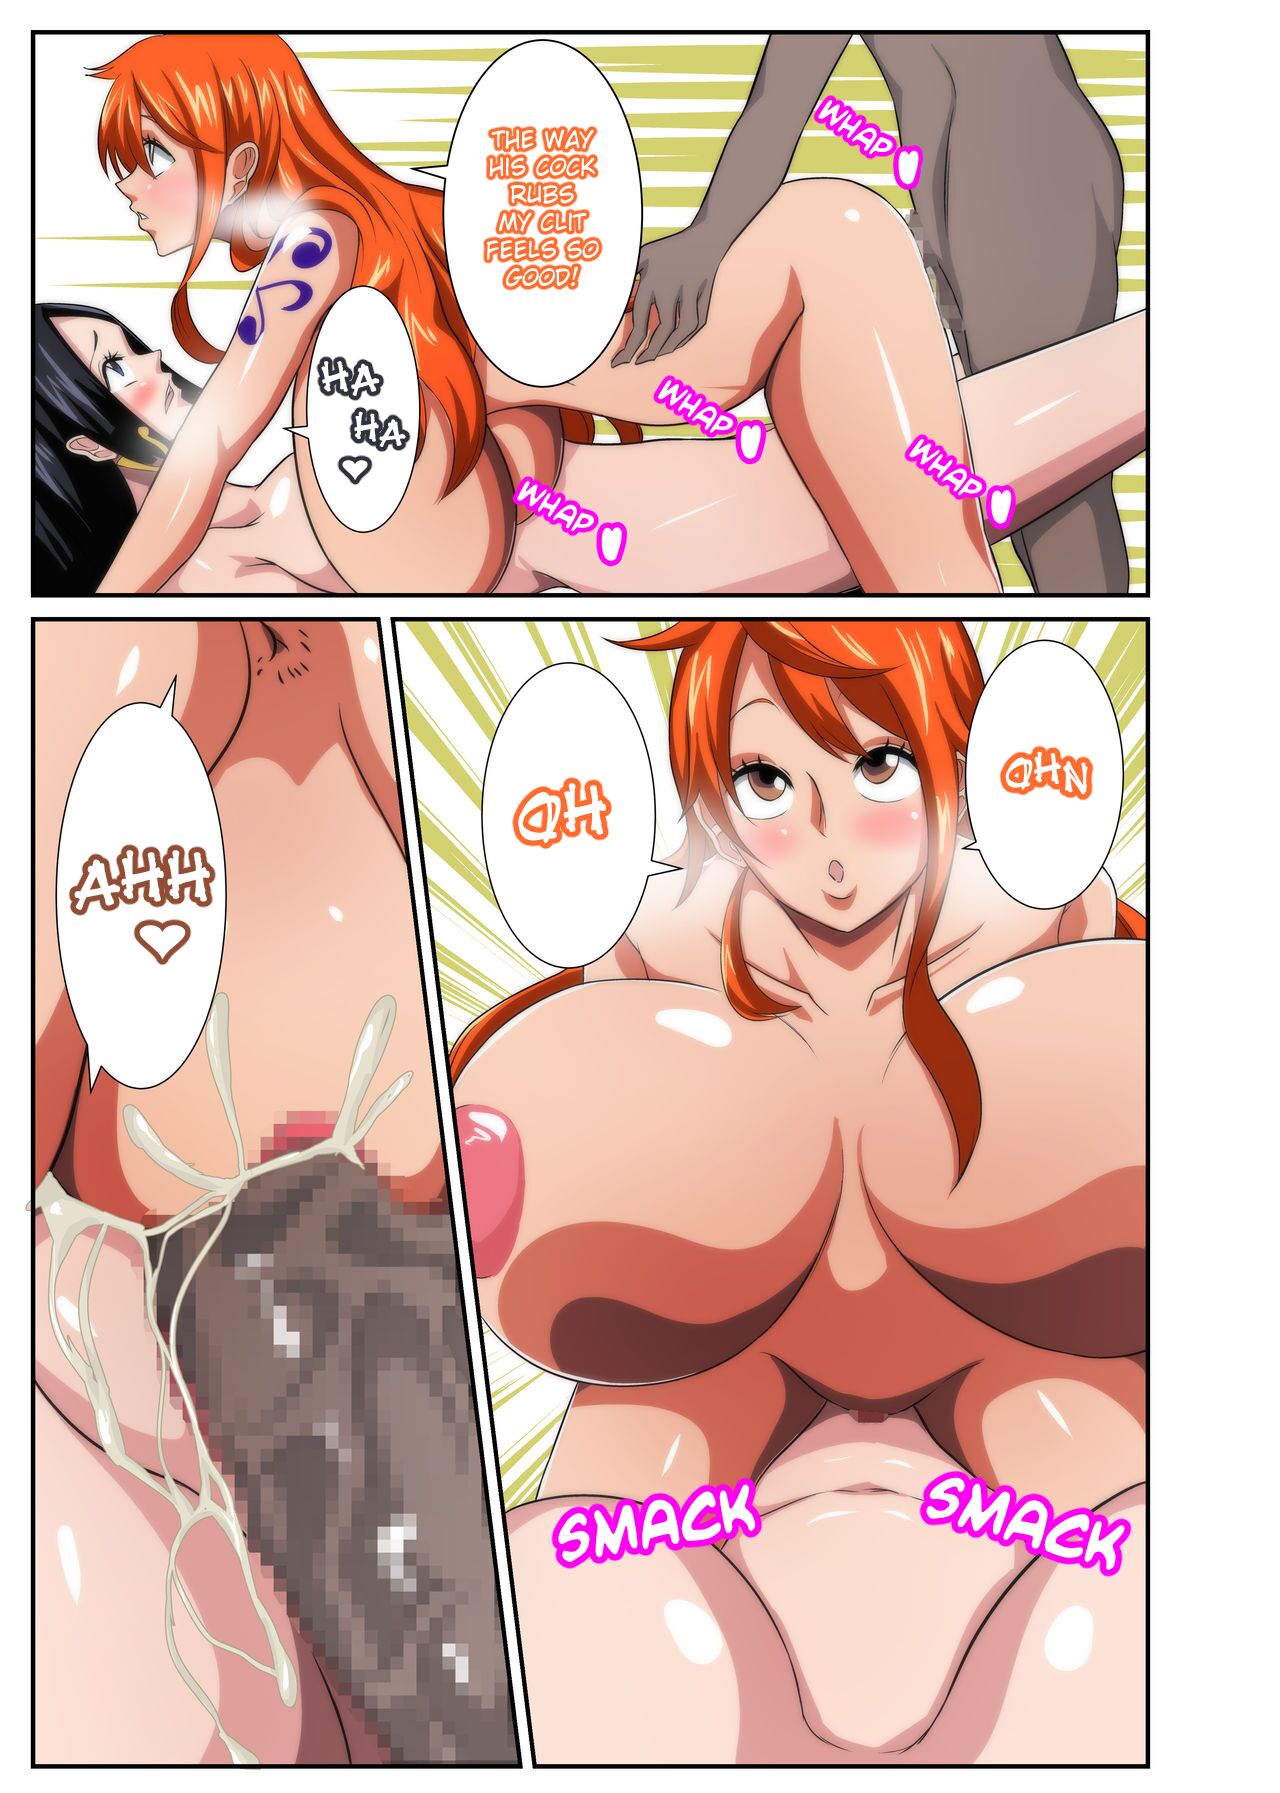 THE WAY
HIS COCK
RUBS
MY CLIT
FEELS SO
GOOD!
WHAP
HA
HA
♡
WHAP
WHAP
WHAP
OH
OHN
AHH
♡
SMACK
SMACK